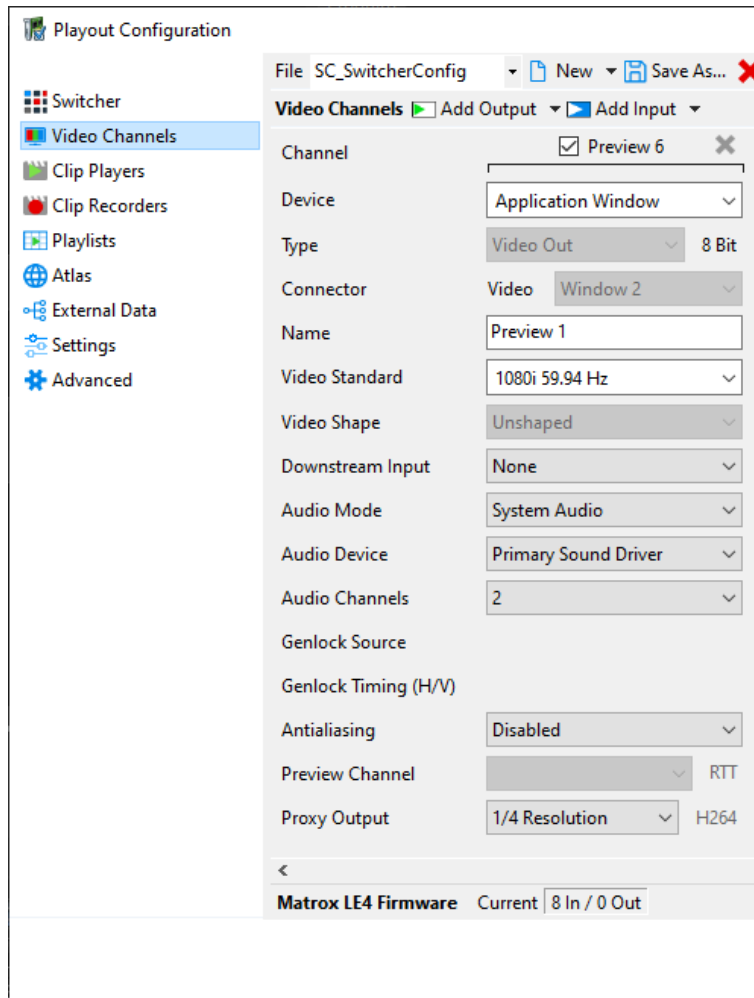 Playout Configuration
File SC_SwitcherConfig New Save As...
Switcher
Video Channels Add Output Add Input
Video Channels
Channel Preview 6
Clip Players
Device Application Window
Clip Recorders
Playlists
Type Video Out 8 Bit
Atlas
Connector Video Window 2
External Data
Name Preview 1
Settings
Video Standard 1080i 59.94 Hz
Advanced
Video Shape Unshaped
Downstream Input None
Audio Mode System Audio
Audio Device Primary Sound Driver
Audio Channels 2
Genlock Source
Genlock Timing (H/V)
Antialiasing Disabled
Preview Channel RTT
Proxy Output 1/4 Resolution H264
Matrox LE4 Firmware Current 8 In / 0 Out